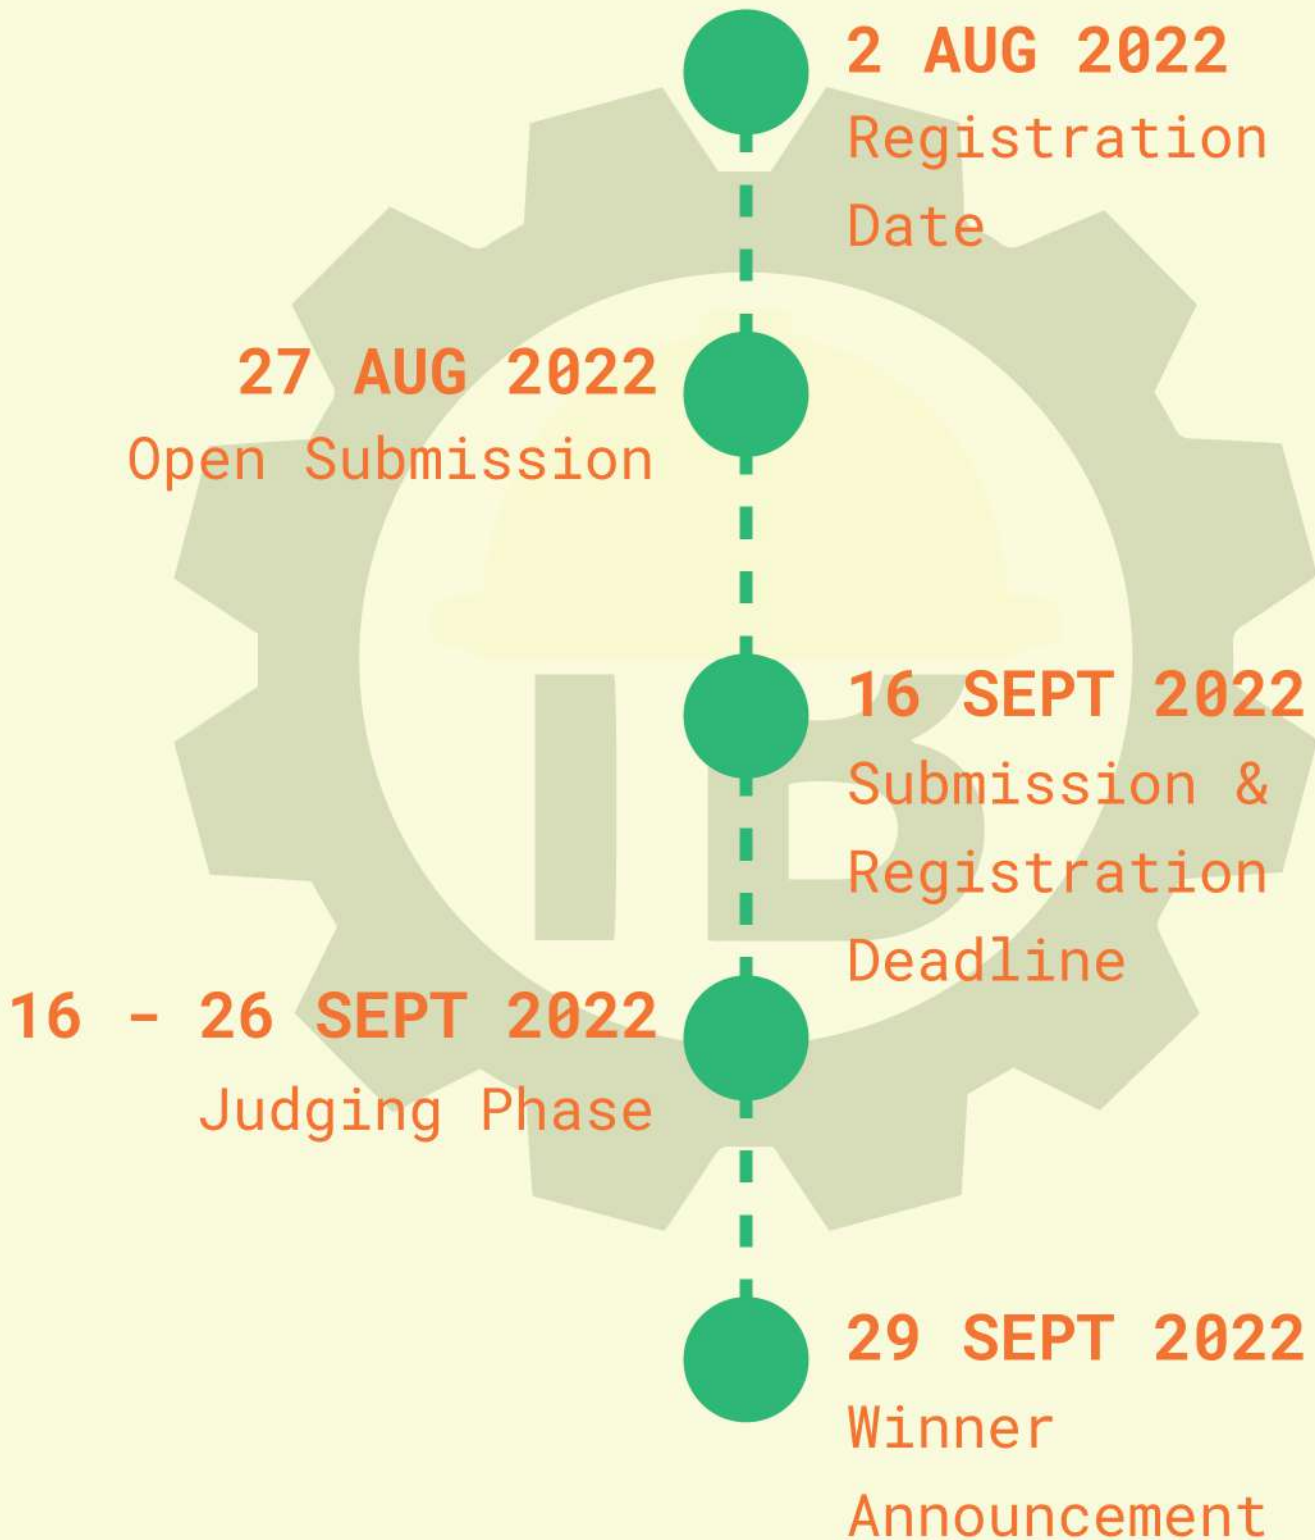 2 AUG 2022
Registration
Date
27 AUG 2022
Open Submission
16 SEPT 2022
Submission &
Registration
Deadline
16 - 26 SEPT 2022
Judging Phase
29 SEPT 2022
Winner
Announcement
IB